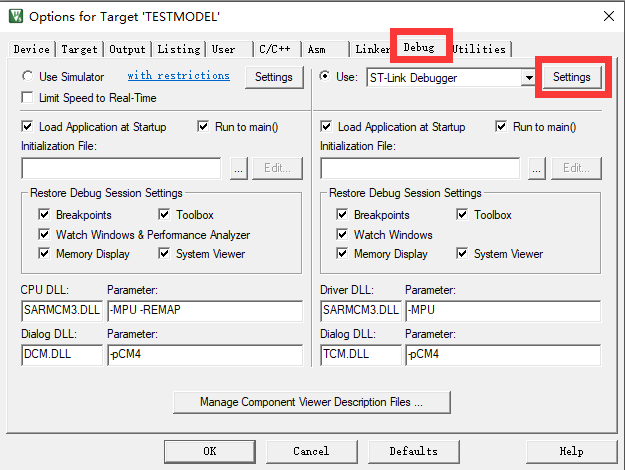 Options for Target 'TESTMODEL'
Device Target Output Listing User C/C++ Asm Linker Debug Utilities
Use Simulator with restrictions Settings
Limit Speed to Real-Time
Use: ST-Link Debugger Settings
Load Application at Startup Run to main()
Initialization File:
... Edit...
Restore Debug Session Settings
Breakpoints Toolbox
Watch Windows & Performance Analyzer
Memory Display System Viewer
Load Application at Startup Run to main()
Initialization File:
... Edit...
Restore Debug Session Settings
Breakpoints Toolbox
Watch Windows
Memory Display System Viewer
CPU DLL: Parameter:
SARMCM3.DLL -MPU -REMAP
Dialog DLL: Parameter:
DCM.DLL -pCM4
Driver DLL: Parameter:
SARMCM3.DLL -MPU
Dialog DLL: Parameter:
TCM.DLL -pCM4
Manage Component Viewer Description Files ...
OK Cancel Defaults Help